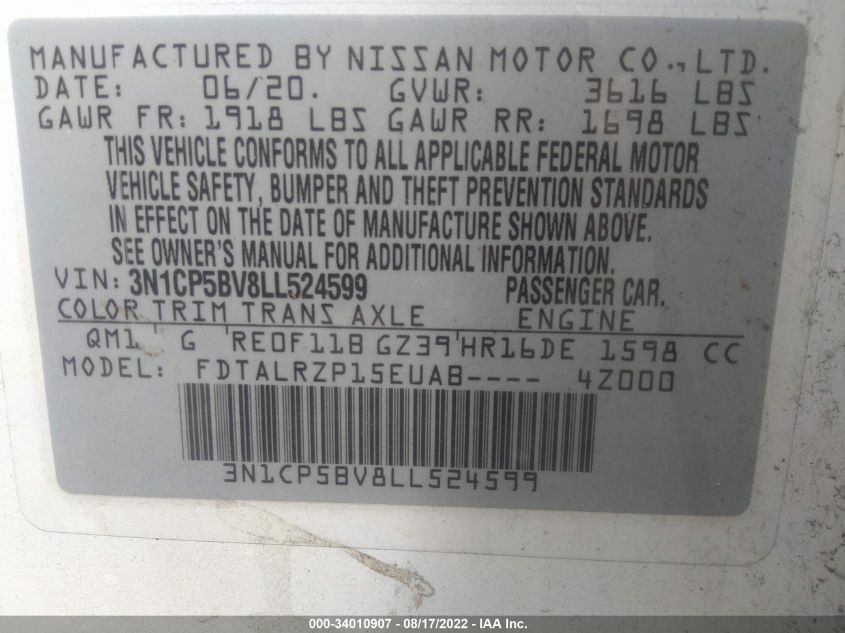 MANUFACTURED BY NISSAN MOTOR CO., LTD.
DATE: 06/20. GVWR: 3616 LBS
GAWR FR: 1918 LBS GAWR RR: 1698 LBS
THIS VEHICLE CONFORMS TO ALL APPLICABLE FEDERAL MOTOR
VEHICLE SAFETY, BUMPER AND THEFT PREVENTION STANDARDS
IN EFFECT ON THE DATE OF MANUFACTURE SHOWN ABOVE.
SEE OWNER'S MANUAL FOR ADDITIONAL INFORMATION.
VIN: 3N1CP5BV8LL524599 PASSENGER CAR.
COLOR TRIM TRANS AXLE ENGINE
QM1 G RE0F11B GZ39 HR16DE 1598 CC
MODEL: FDTALRZP15EUAB---- 4Z000
3N1CP5BV8LL524599
000-34010907 - 08/17/2022 - IAA Inc.